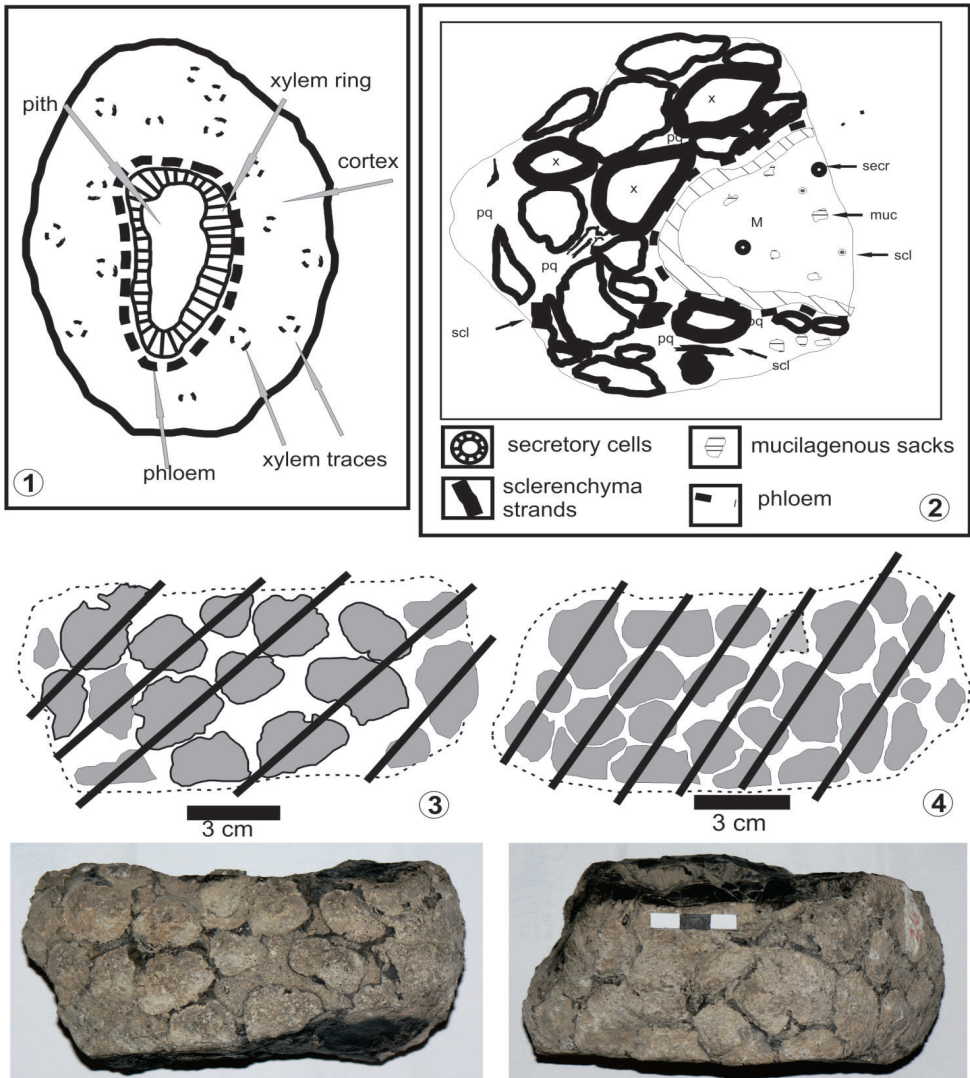 pith
xylem ring
cortex
phloem
xylem traces
1
x
x
x
pq
pq
pq
pq
pq
M
secr
muc
scl
scl
scl
secretory cells
mucilagenous sacks
sclerenchyma
strands
phloem
2
3 cm
3
3 cm
4